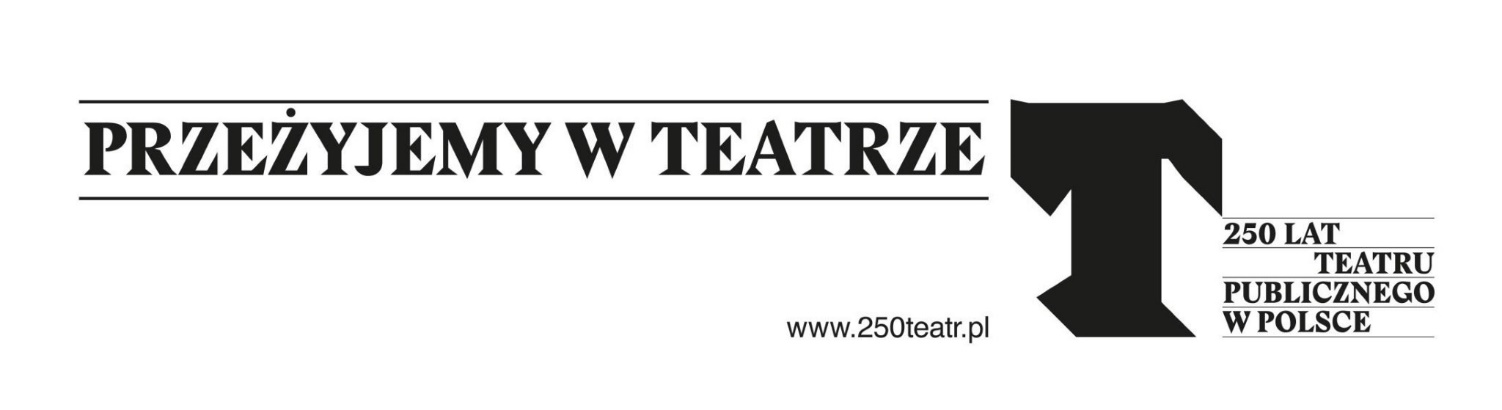 PRZEŻYJEMY W TEATRZE
T
250 LAT
TEATRU
PUBLICZNEGO
W POLSCE
www.250teatr.pl